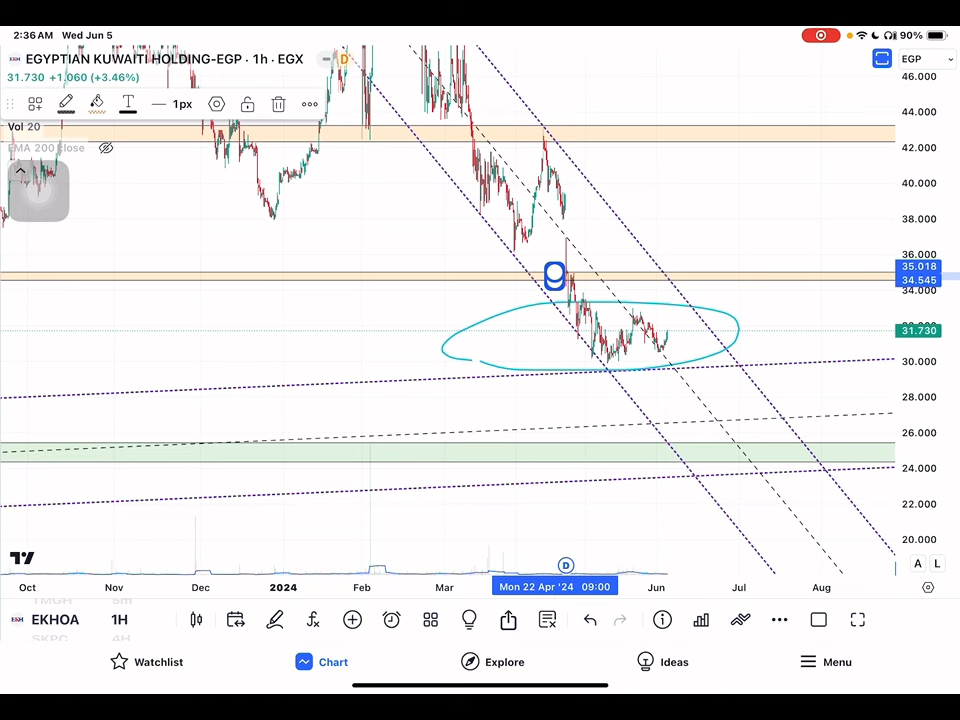 2:36 AM Wed Jun 5 90%
EGYPTIAN KUWAITI HOLDING-EGP · 1h · EGX D EGP
31.730 +1.060 (+3.46%)
46.000
1px
44.000
Vol 20
EMA 200 close
42.000
40.000
38.000
36.000
35.018
34.545
34.000
31.730
30.000
28.000
26.000
24.000
22.000
20.000
D
A L
Oct Nov Dec 2024 Feb Mar Mon 22 Apr '24 09:00 Jun Jul Aug
TMGH 5m
EKHOA 1H
SKPC 4H
Watchlist Chart Explore Ideas Menu